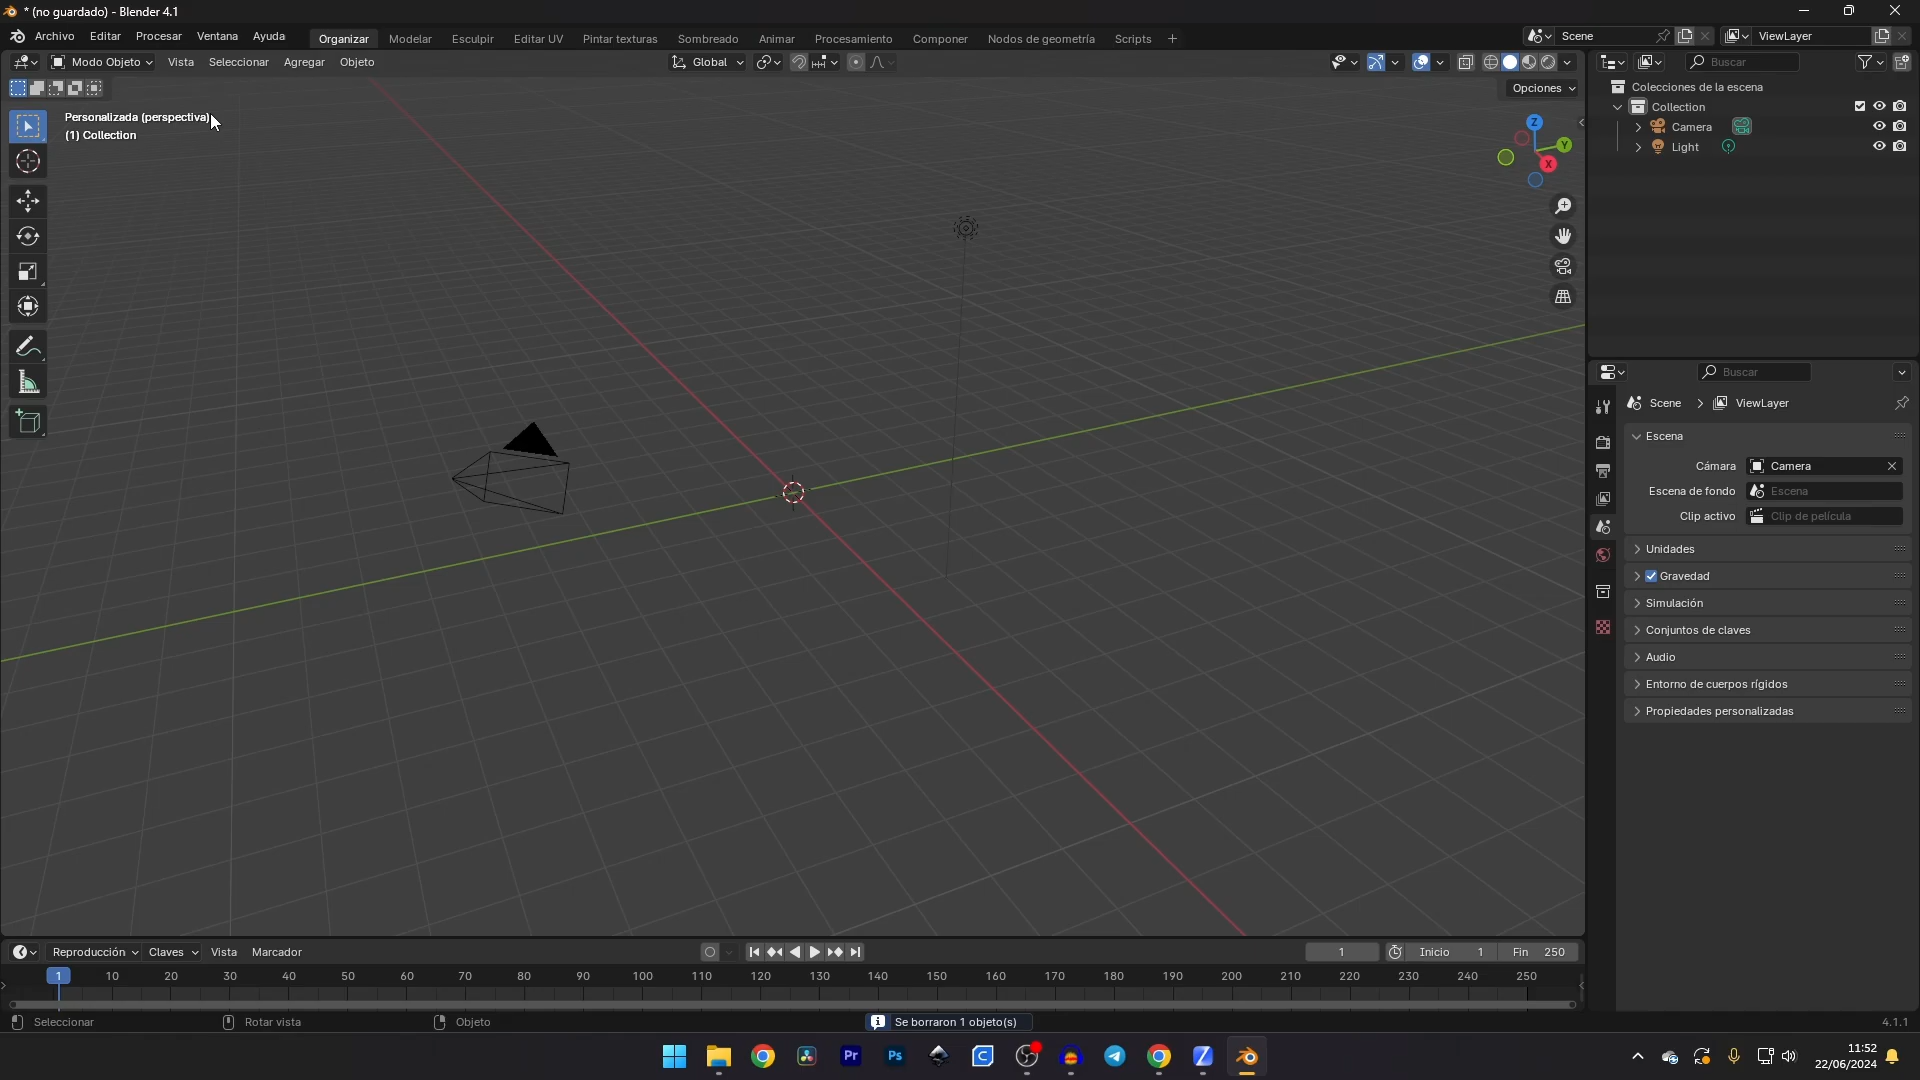 * (no guardado) - Blender 4.1
Archivo Editar Procesar Ventana Ayuda Organizar Modelar Esculpir Editar UV Pintar texturas Sombreado Animar Procesamiento Componer Nodos de geometría Scripts + Scene ViewLayer
Modo Objeto Vista Seleccionar Agregar Objeto Global Buscar
Opciones
Personalizada (perspectiva)
(1) Collection
Z
Y
X
Colecciones de la escena
Collection
Camera
Light
Buscar
Scene > ViewLayer
Escena
Cámara Camera
Escena de fondo Escena
Clip activo Clip de película
Unidades
Gravedad
Simulación
Conjuntos de claves
Audio
Entorno de cuerpos rígidos
Propiedades personalizadas
Reproducción Claves Vista Marcador 1 Inicio 1 Fin 250
1 10 20 30 40 50 60 70 80 90 100 110 120 130 140 150 160 170 180 190 200 210 220 230 240 250
Seleccionar Rotar vista Objeto Se borraron 1 objeto(s) 4.1.1
Pr Ps C
11:52
22/06/2024